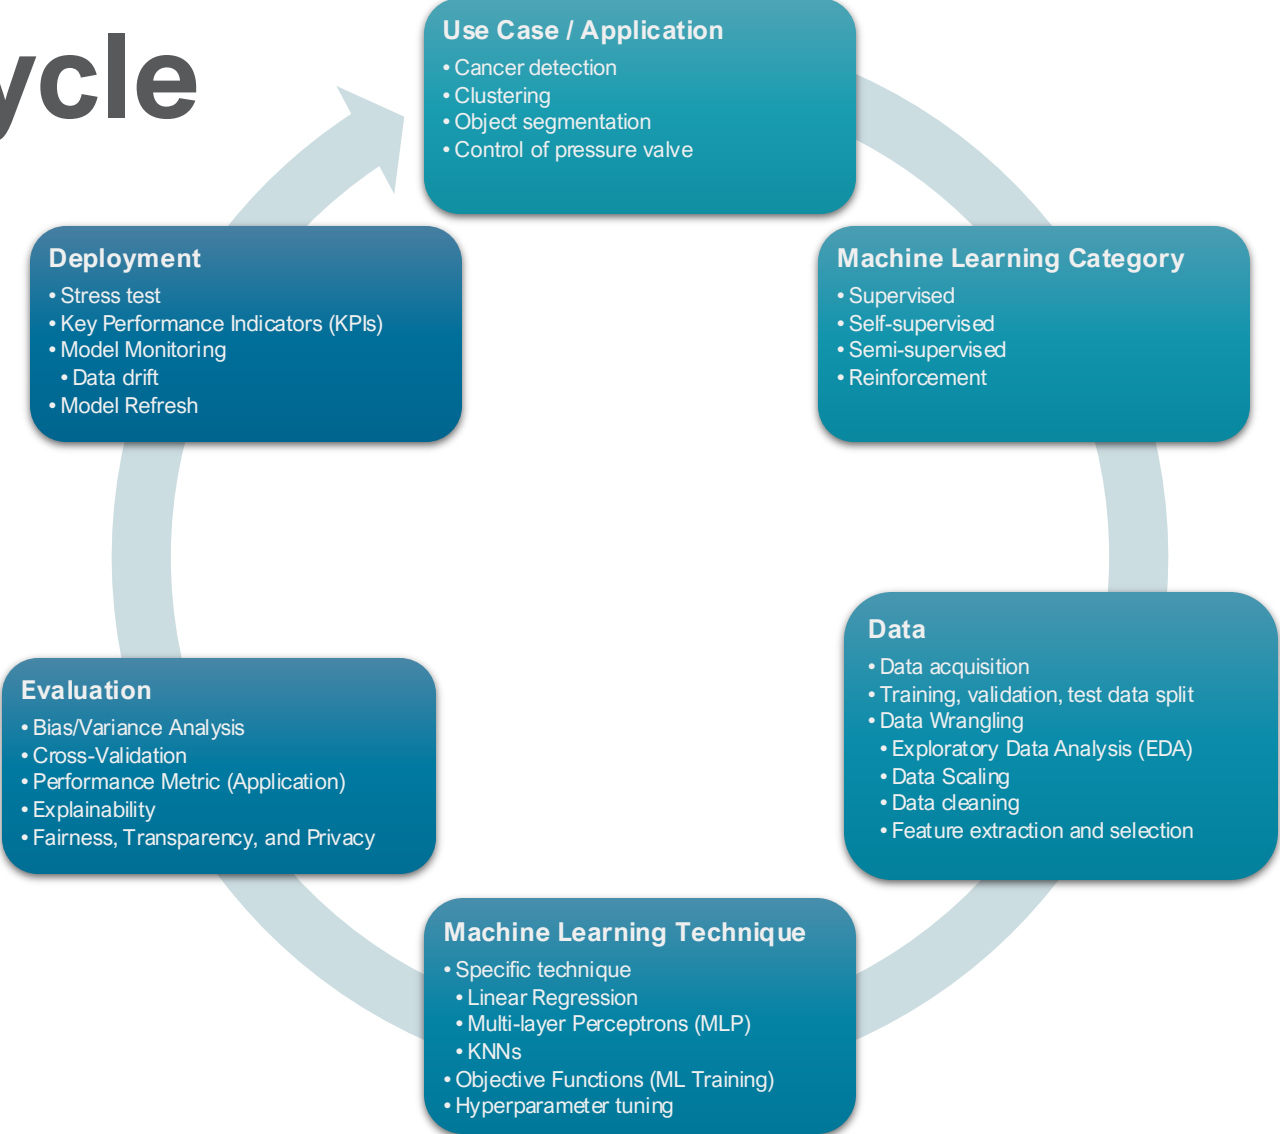 ycle
Use Case / Application
• Cancer detection
• Clustering
• Object segmentation
• Control of pressure valve
Machine Learning Category
• Supervised
• Self-supervised
• Semi-supervised
• Reinforcement
Data
• Data acquisition
• Training, validation, test data split
• Data Wrangling
• Exploratory Data Analysis (EDA)
• Data Scaling
• Data cleaning
• Feature extraction and selection
Machine Learning Technique
• Specific technique
• Linear Regression
• Multi-layer Perceptrons (MLP)
• KNNs
• Objective Functions (ML Training)
• Hyperparameter tuning
Evaluation
• Bias/Variance Analysis
• Cross-Validation
• Performance Metric (Application)
• Explainability
• Fairness, Transparency, and Privacy
Deployment
• Stress test
• Key Performance Indicators (KPIs)
• Model Monitoring
• Data drift
• Model Refresh